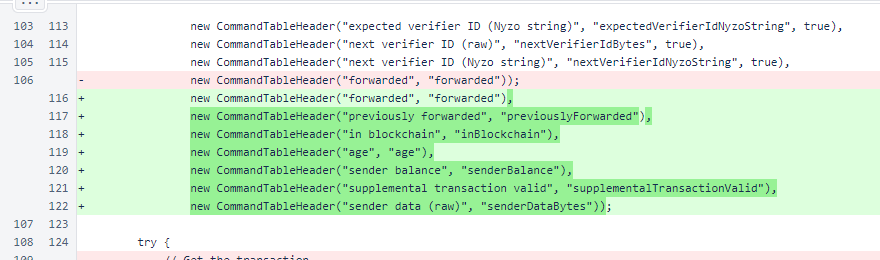 ...
103 113 new CommandTableHeader("expected verifier ID (Nyzo string)", "expectedVerifierIdNyzoString", true),
104 114 new CommandTableHeader("next verifier ID (raw)", "nextVerifierIdBytes", true),
105 115 new CommandTableHeader("next verifier ID (Nyzo string)", "nextVerifierIdNyzoString", true),
106 - new CommandTableHeader("forwarded", "forwarded"));
116 + new CommandTableHeader("forwarded", "forwarded"),
117 + new CommandTableHeader("previously forwarded", "previouslyForwarded"),
118 + new CommandTableHeader("in blockchain", "inBlockchain"),
119 + new CommandTableHeader("age", "age"),
120 + new CommandTableHeader("sender balance", "senderBalance"),
121 + new CommandTableHeader("supplemental transaction valid", "supplementalTransactionValid"),
122 + new CommandTableHeader("sender data (raw)", "senderDataBytes"));
107 123
108 124 try {
109 - // Get the transaction